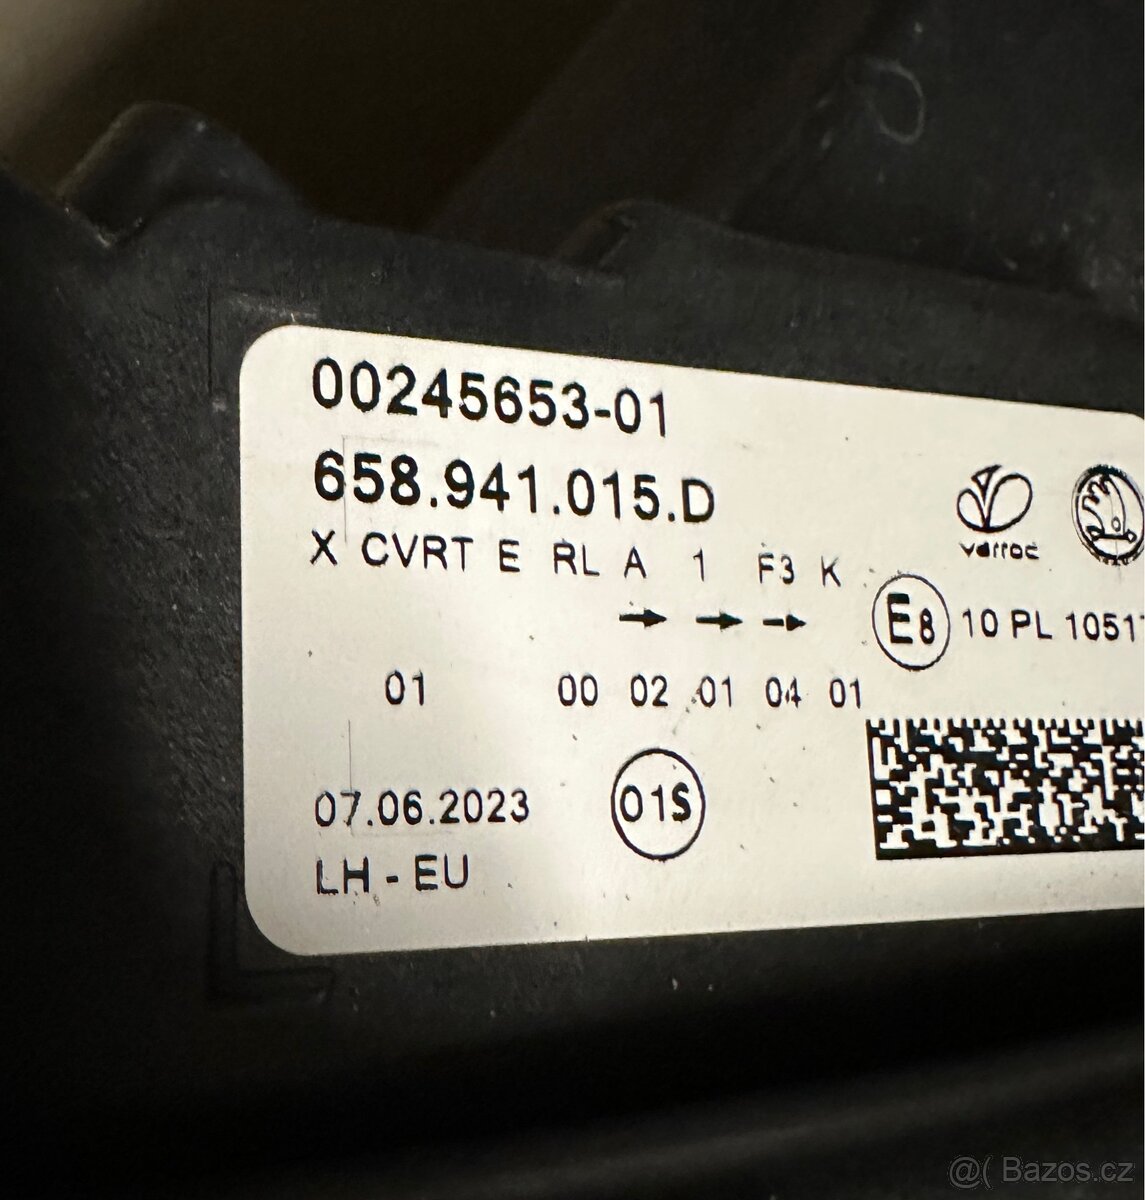 00245653-01
658.941.015.D
varroc
X CVRT E RL A 1 F3 K
E8 10 PL 1051
01 00 02 01 04 01
07.06.2023 01S
LH - EU
@( Bazos.cz